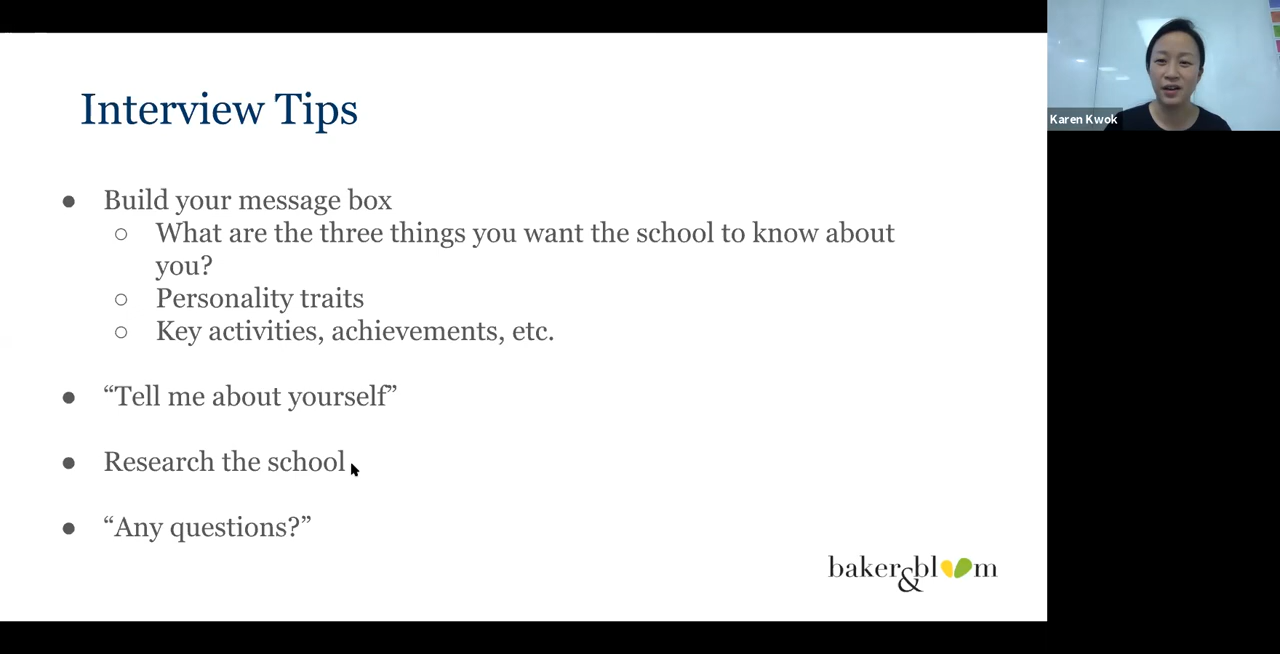 Interview Tips
● Build your message box
○ What are the three things you want the school to know about
you?
○ Personality traits
○ Key activities, achievements, etc.
● “Tell me about yourself”
● Research the school
● “Any questions?”
baker&bloom
Karen Kwok